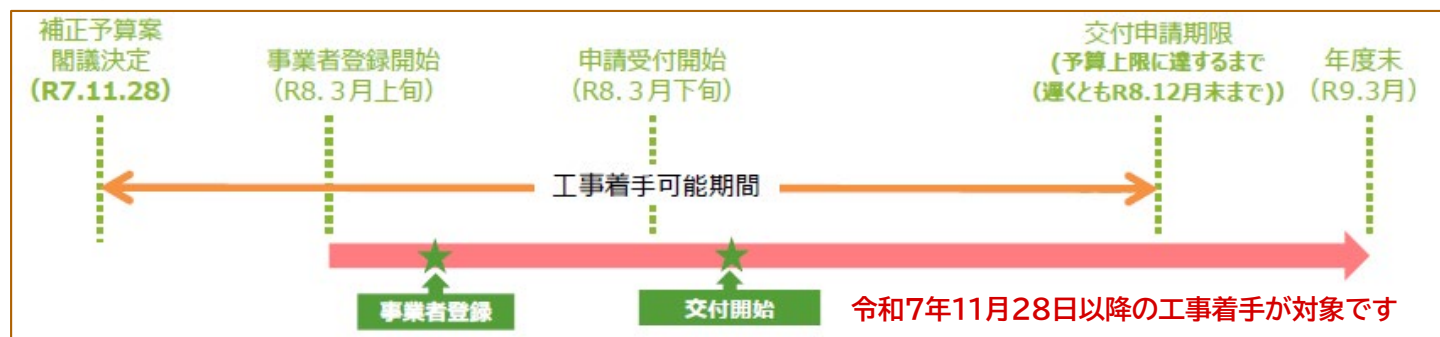 補正予算案
閣議決定
(R7.11.28)
事業者登録開始
(R8.3月上旬)
申請受付開始
(R8.3月下旬)
交付申請期限
(予算上限に達するまで
(遅くともR8.12月末まで))
年度末
(R9.3月)
工事着手可能期間
事業者登録
交付開始
令和7年11月28日以降の工事着手が対象です